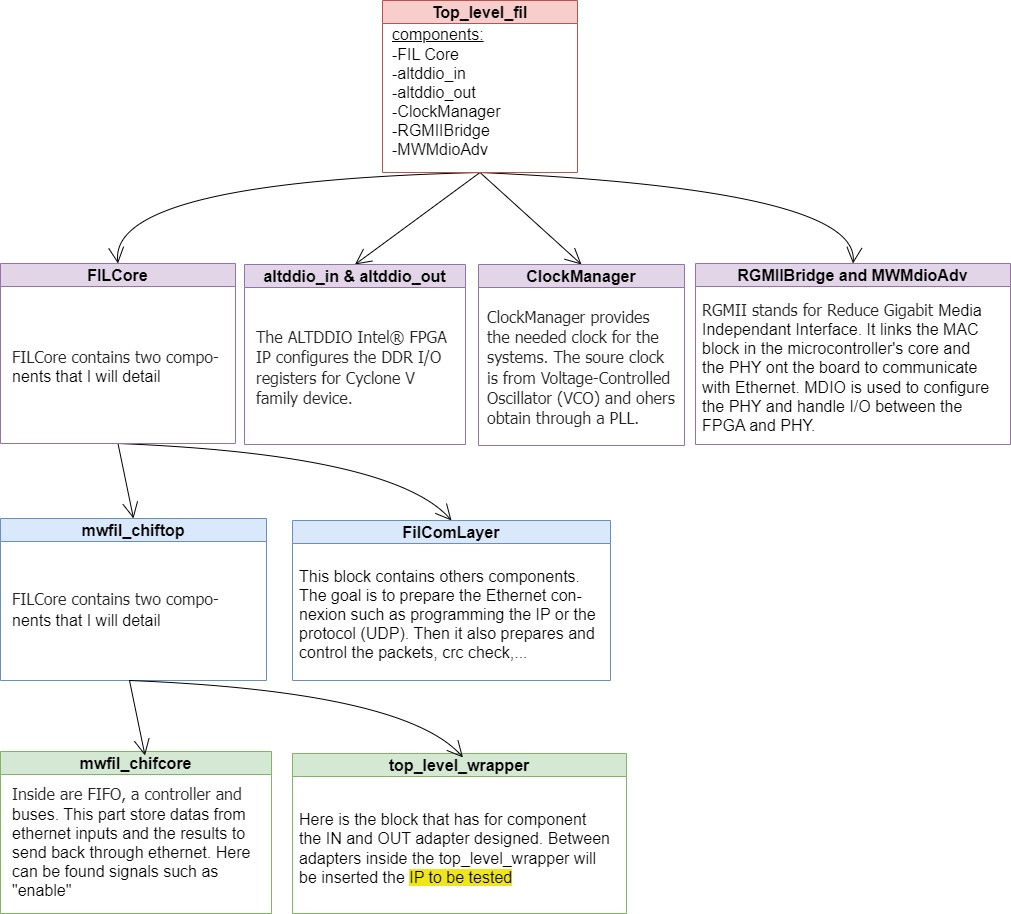 Top_level_fil
components:
-FIL Core
-altddio_in
-altddio_out
-ClockManager
-RGMIIBridge
-MWMdioAdv
FILCore
FILCore contains two compo-
nents that I will detail
altddio_in & altddio_out
The ALTDDIO Intel® FPGA
IP configures the DDR I/O
registers for Cyclone V
family device.
ClockManager
ClockManager provides
the needed clock for the
systems. The soure clock
is from Voltage-Controlled
Oscillator (VCO) and ohers
obtain through a PLL.
RGMIIBridge and MWMdioAdv
RGMII stands for Reduce Gigabit Media
Independant Interface. It links the MAC
block in the microcontroller's core and
the PHY ont the board to communicate
with Ethernet. MDIO is used to configure
the PHY and handle I/O between the
FPGA and PHY.
mwfil_chiftop
FILCore contains two compo-
nents that I will detail
FilComLayer
This block contains others components.
The goal is to prepare the Ethernet con-
nexion such as programming the IP or the
protocol (UDP). Then it also prepares and
control the packets, crc check,...
mwfil_chifcore
Inside are FIFO, a controller and
buses. This part store datas from
ethernet inputs and the results to
send back through ethernet. Here
can be found signals such as
"enable"
top_level_wrapper
Here is the block that has for component
the IN and OUT adapter designed. Between
adapters inside the top_level_wrapper will
be inserted the IP to be tested